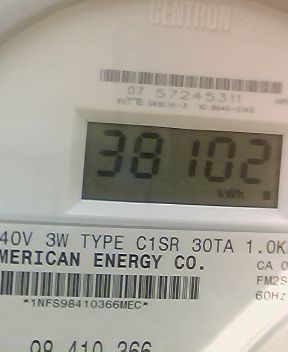 CENTRON
07 57245311
38102
kWh
40V 3W TYPE C1SR 30TA 1.0K
MERICAN ENERGY CO.
CA 0
FM2S
60Hz
*1NFS98410366MEC*
98 410 366